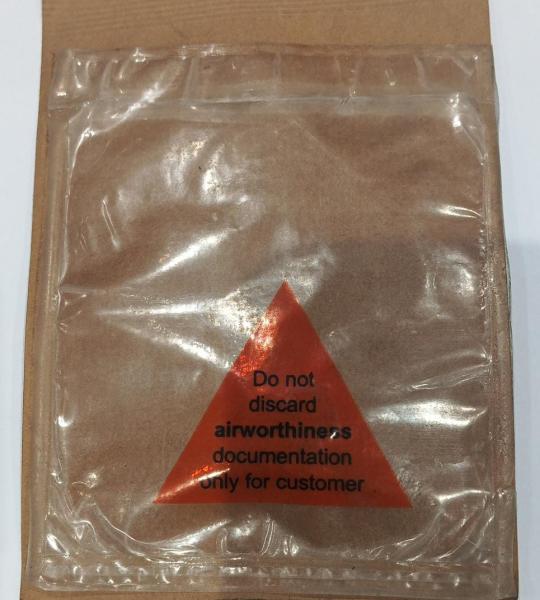 Do not
discard
airworthiness
documentation
only for customer